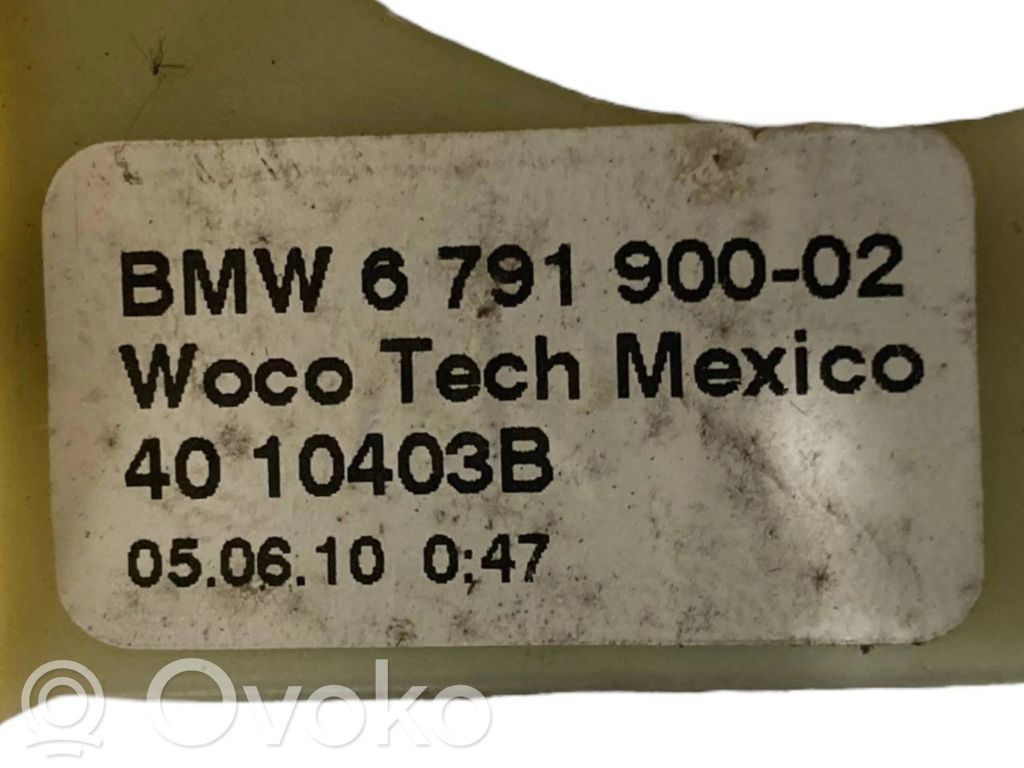 BMW 6 791 900-02
Woco Tech Mexico
40 10403B
05.06.10 0:47
Ovoko